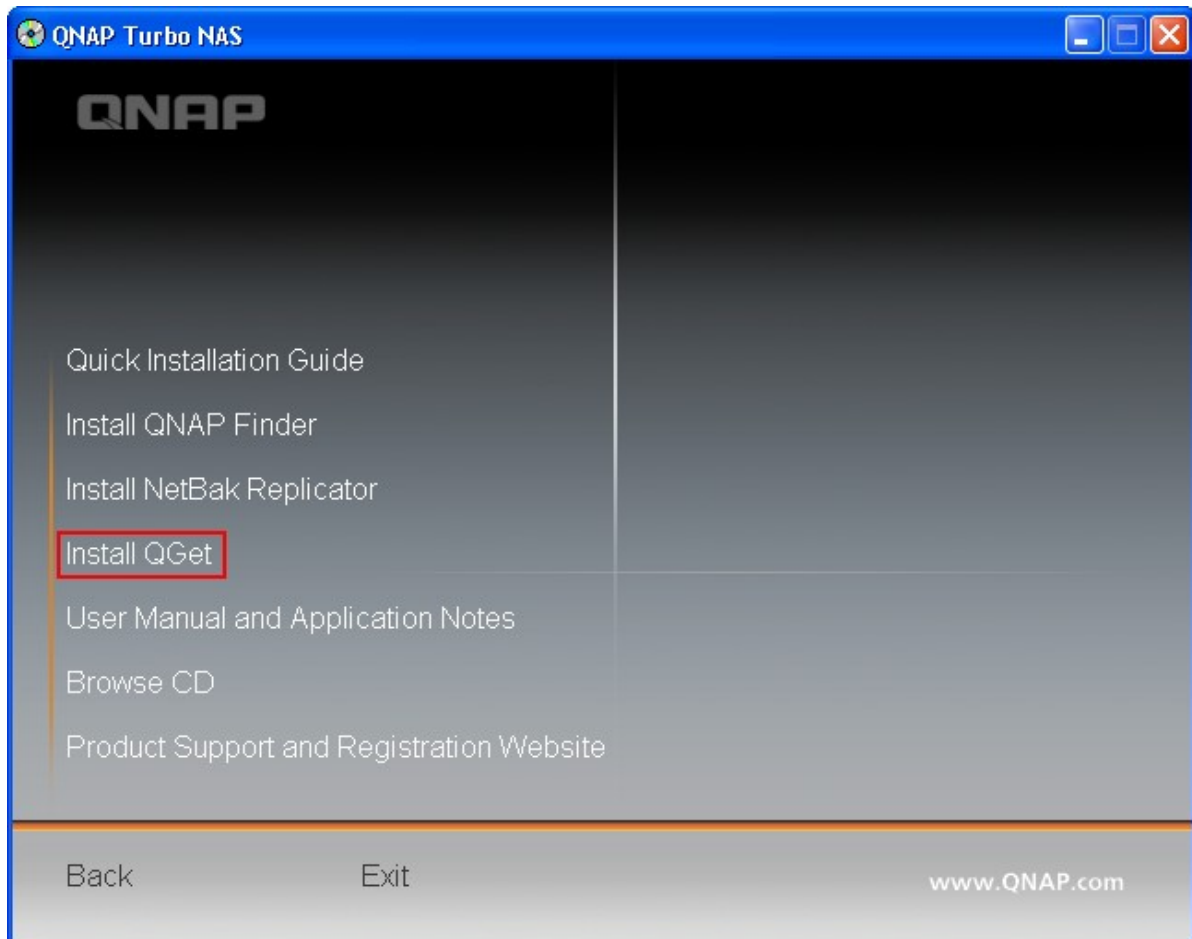 QNAP Turbo NAS
QNAP
Quick Installation Guide
Install QNAP Finder
Install NetBak Replicator
Install QGet
User Manual and Application Notes
Browse CD
Product Support and Registration Website
Back
Exit
www.QNAP.com